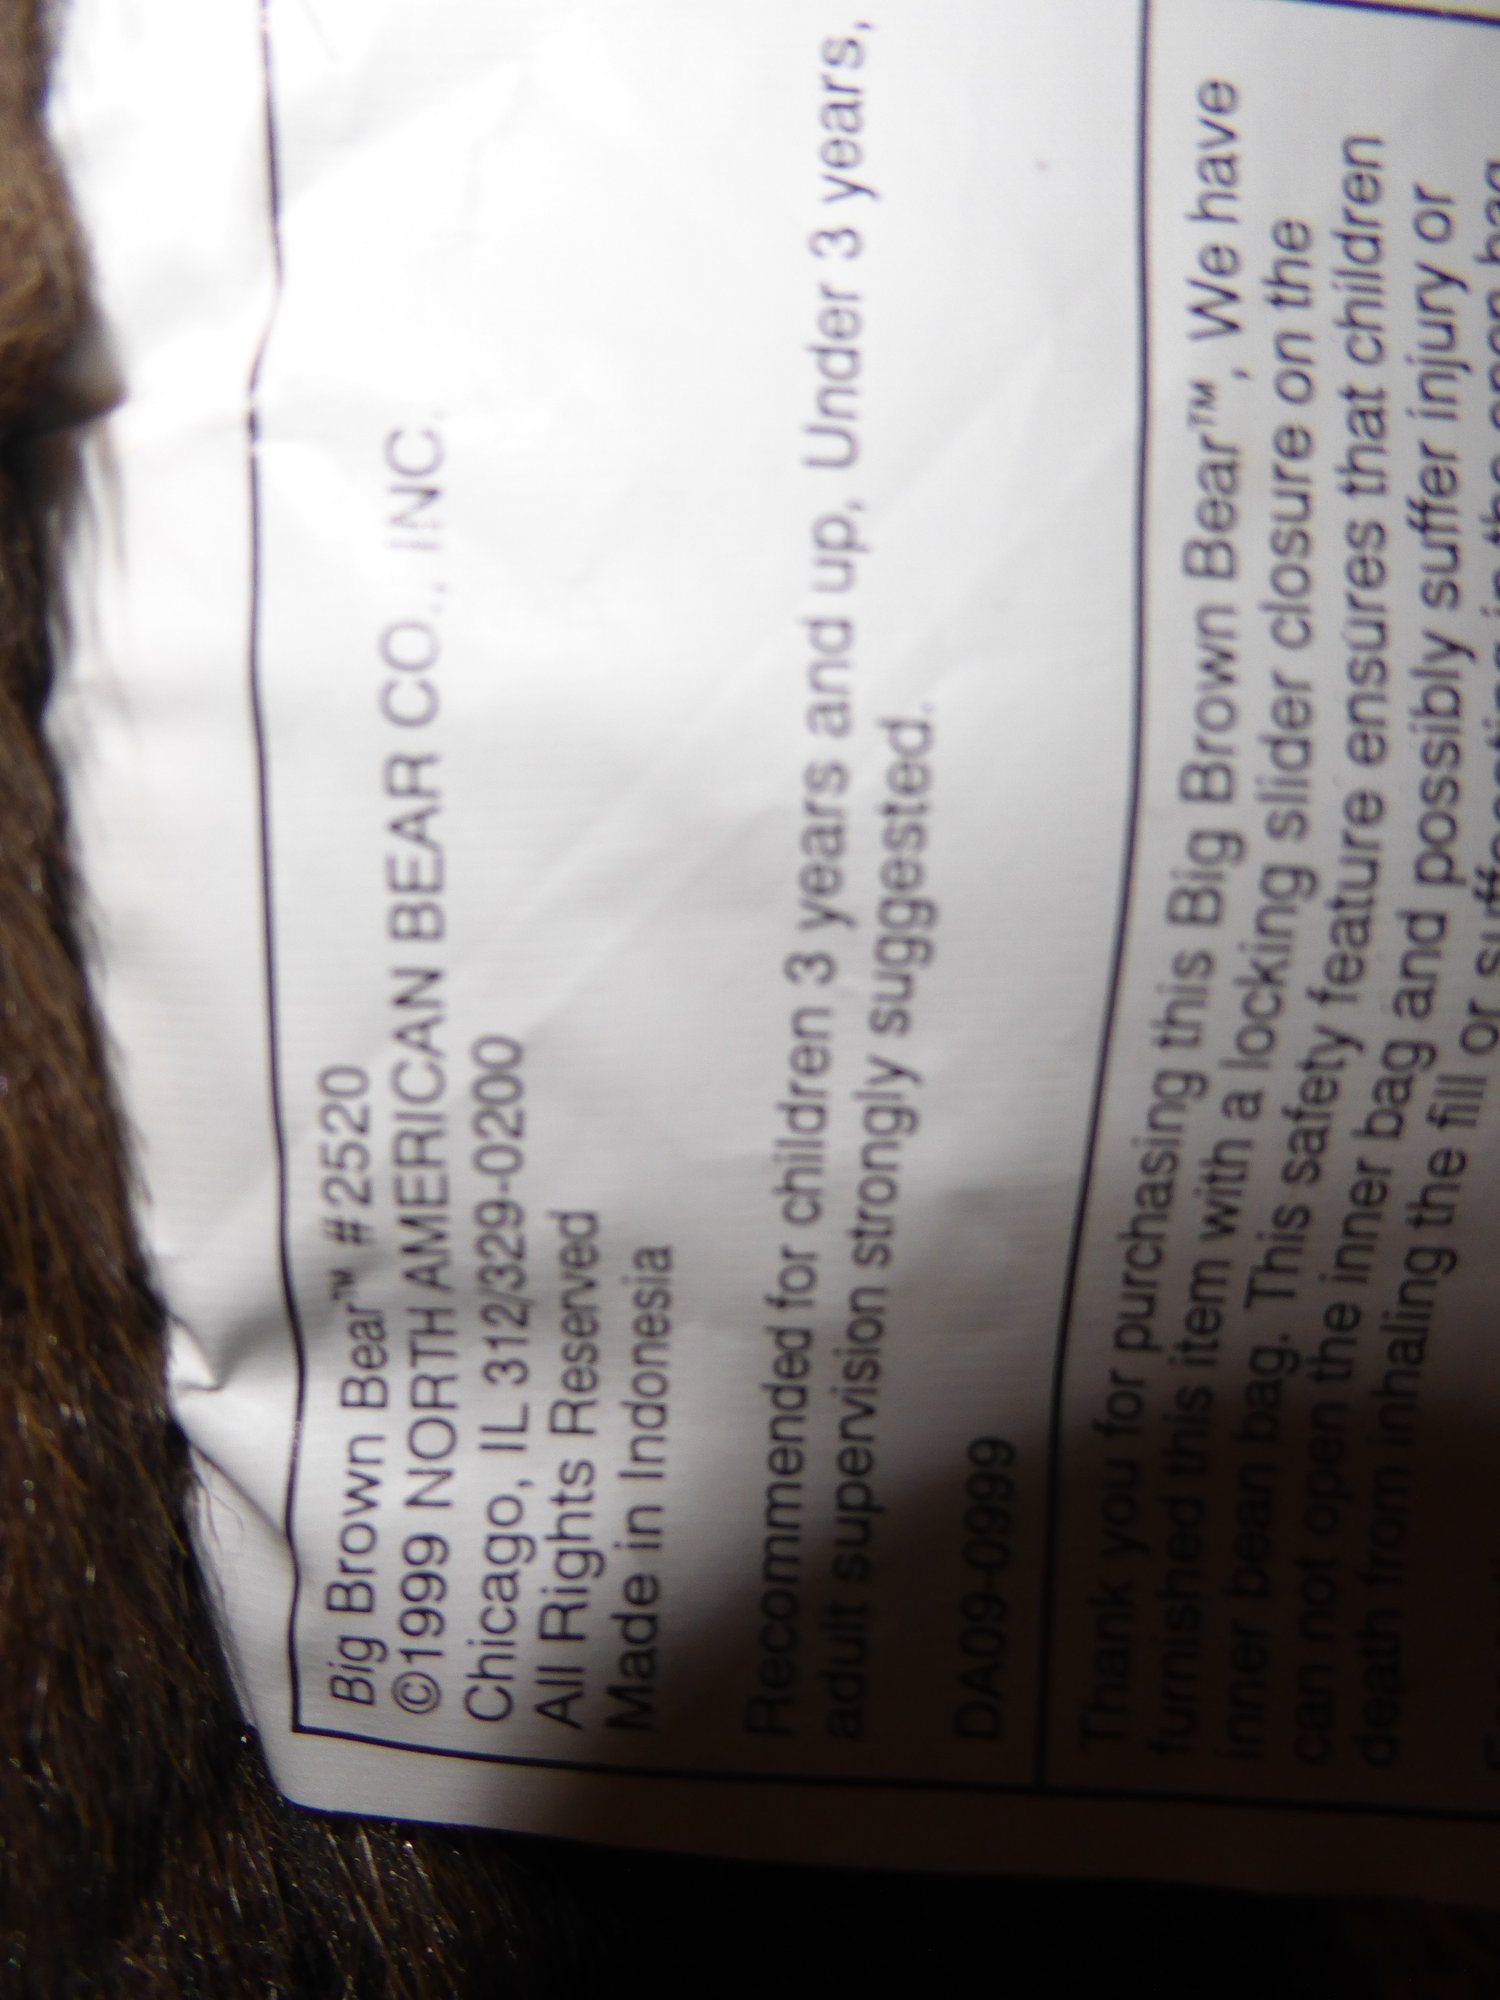 Big Brown Bear™ #2520
©1999 NORTH AMERICAN BEAR CO., INC.
Chicago, IL 312/329-0200
All Rights Reserved
Made in Indonesia
Recommended for children 3 years and up, Under 3 years,
adult supervision strongly suggested.
DA09-0999
Thank you for purchasing this Big Brown Bear™, We have
furnished this item with a locking slider closure on the
inner bean bag. This safety feature ensures that children
can not open the inner bag and possibly suffer injury or
death from inhaling the fill or